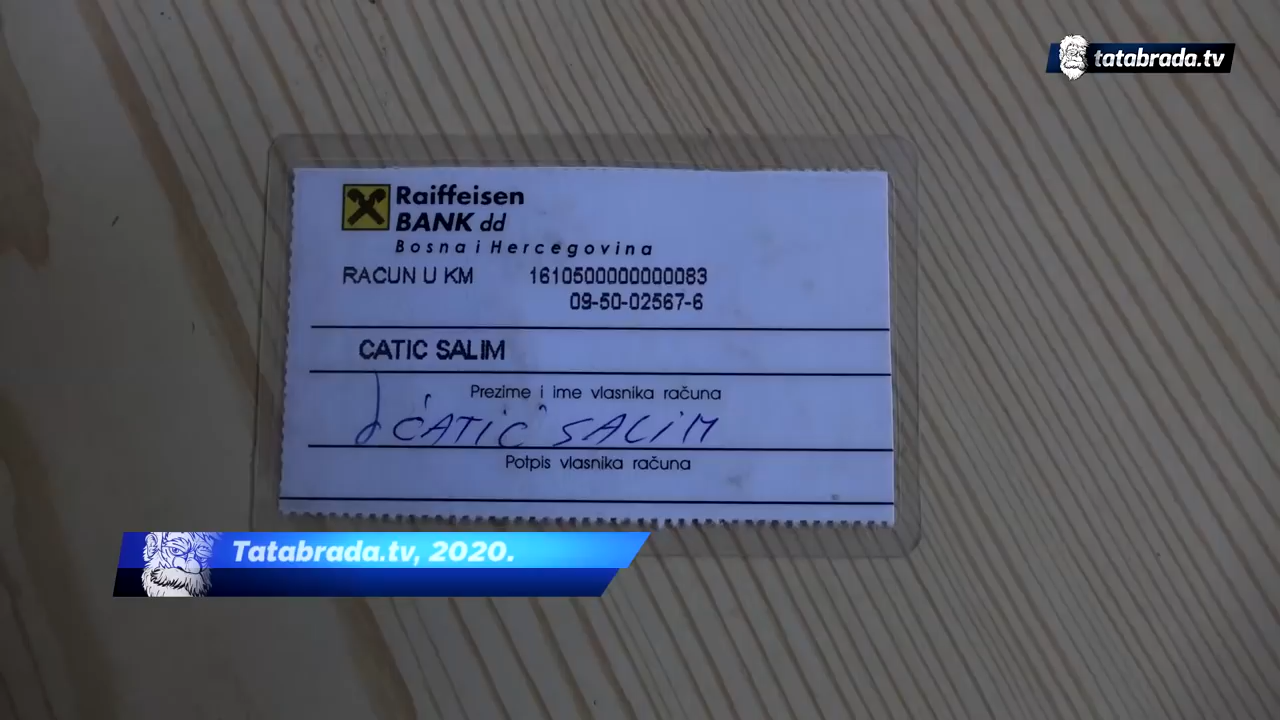 tatabrada.tv
Raiffeisen
BANK dd
Bosna i Hercegovina
RACUN U KM 1610500000000083
09-50-02567-6
CATIC SALIM
Prezime i ime vlasnika računa
ĆATIĆ SALIM
Potpis vlasnika računa
Tatabrada.tv, 2020.